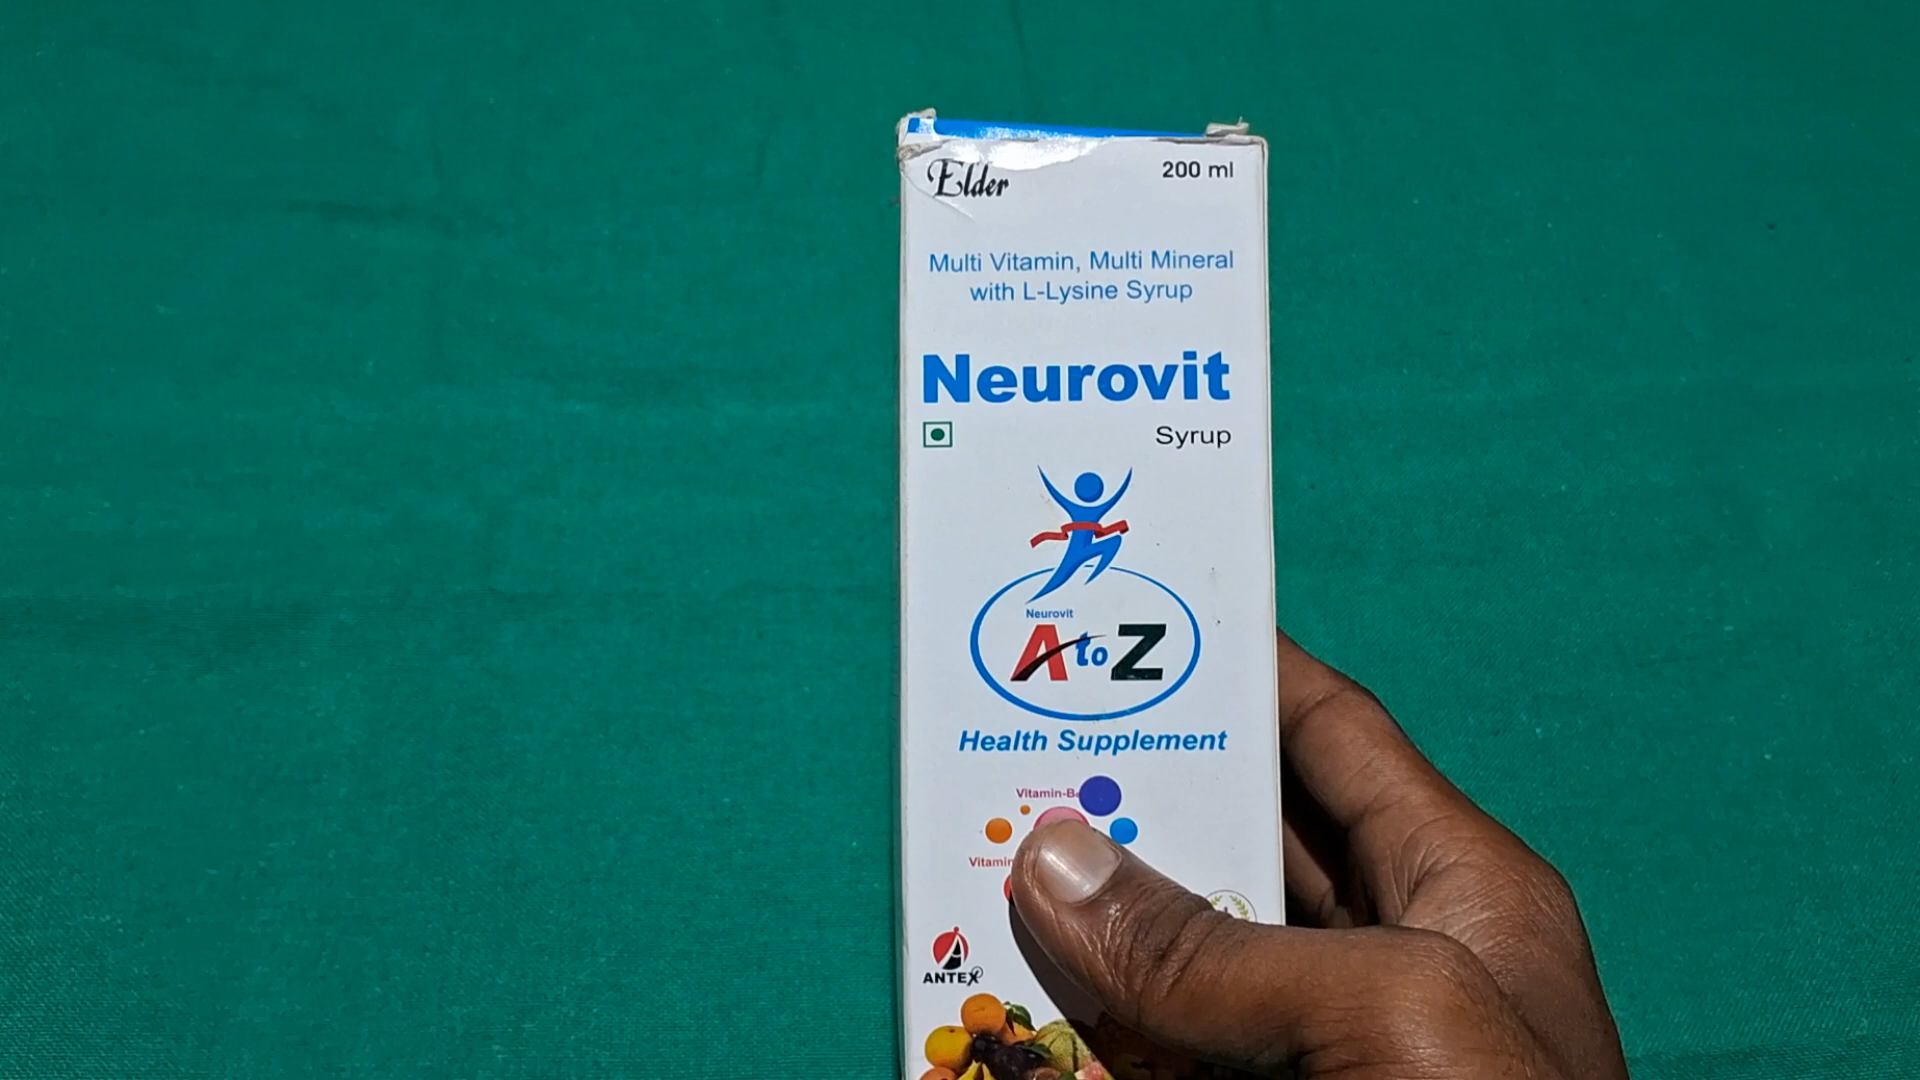 Elder
200 ml
Multi Vitamin, Multi Mineral
with L-Lysine Syrup
Neurovit
Syrup
Neurovit
A to Z
Health Supplement
Vitamin-B
Vitamin
ANTEX